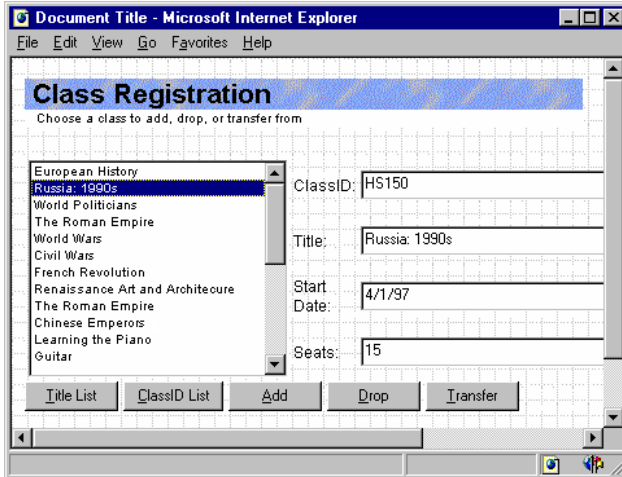 Document Title - Microsoft Internet Explorer
File Edit View Go Favorites Help
Class Registration
Choose a class to add, drop, or transfer from
European History
Russia: 1990s
World Politicians
The Roman Empire
World Wars
Civil Wars
French Revolution
Renaissance Art and Architecure
The Roman Empire
Chinese Emperors
Learning the Piano
Guitar
ClassID: HS150
Title: Russia: 1990s
Start
Date: 4/1/97
Seats: 15
Title List ClassID List Add Drop Transfer